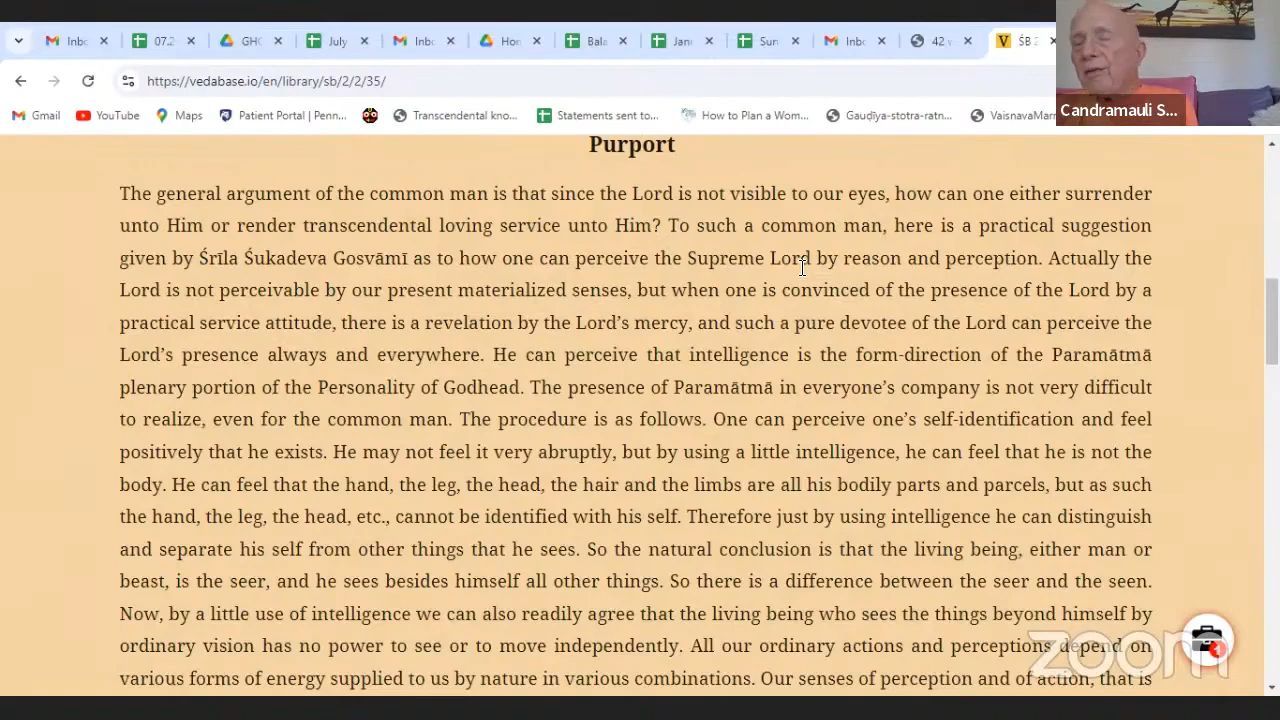 Inbc
07.2
GHC
July
Inbc
Hor
Bala
Jan
Sun
Inbc
42 v
ŚB 2
https://vedabase.io/en/library/sb/2/2/35/
Gmail
YouTube
Maps
Patient Portal | Penn...
Transcendental kno...
Statements sent to...
How to Plan a Wom...
Gauḍīya-stotra-ratn...
VaisnavaMarr
Candramauli S...
Purport
The general argument of the common man is that since the Lord is not visible to our eyes, how can one either surrender
unto Him or render transcendental loving service unto Him? To such a common man, here is a practical suggestion
given by Śrīla Śukadeva Gosvāmī as to how one can perceive the Supreme Lord by reason and perception. Actually the
Lord is not perceivable by our present materialized senses, but when one is convinced of the presence of the Lord by a
practical service attitude, there is a revelation by the Lord’s mercy, and such a pure devotee of the Lord can perceive the
Lord’s presence always and everywhere. He can perceive that intelligence is the form-direction of the Paramātmā
plenary portion of the Personality of Godhead. The presence of Paramātmā in everyone’s company is not very difficult
to realize, even for the common man. The procedure is as follows. One can perceive one’s self-identification and feel
positively that he exists. He may not feel it very abruptly, but by using a little intelligence, he can feel that he is not the
body. He can feel that the hand, the leg, the head, the hair and the limbs are all his bodily parts and parcels, but as such
the hand, the leg, the head, etc., cannot be identified with his self. Therefore just by using intelligence he can distinguish
and separate his self from other things that he sees. So the natural conclusion is that the living being, either man or
beast, is the seer, and he sees besides himself all other things. So there is a difference between the seer and the seen.
Now, by a little use of intelligence we can also readily agree that the living being who sees the things beyond himself by
ordinary vision has no power to see or to move independently. All our ordinary actions and perceptions depend on
various forms of energy supplied to us by nature in various combinations. Our senses of perception and of action, that is
zoom